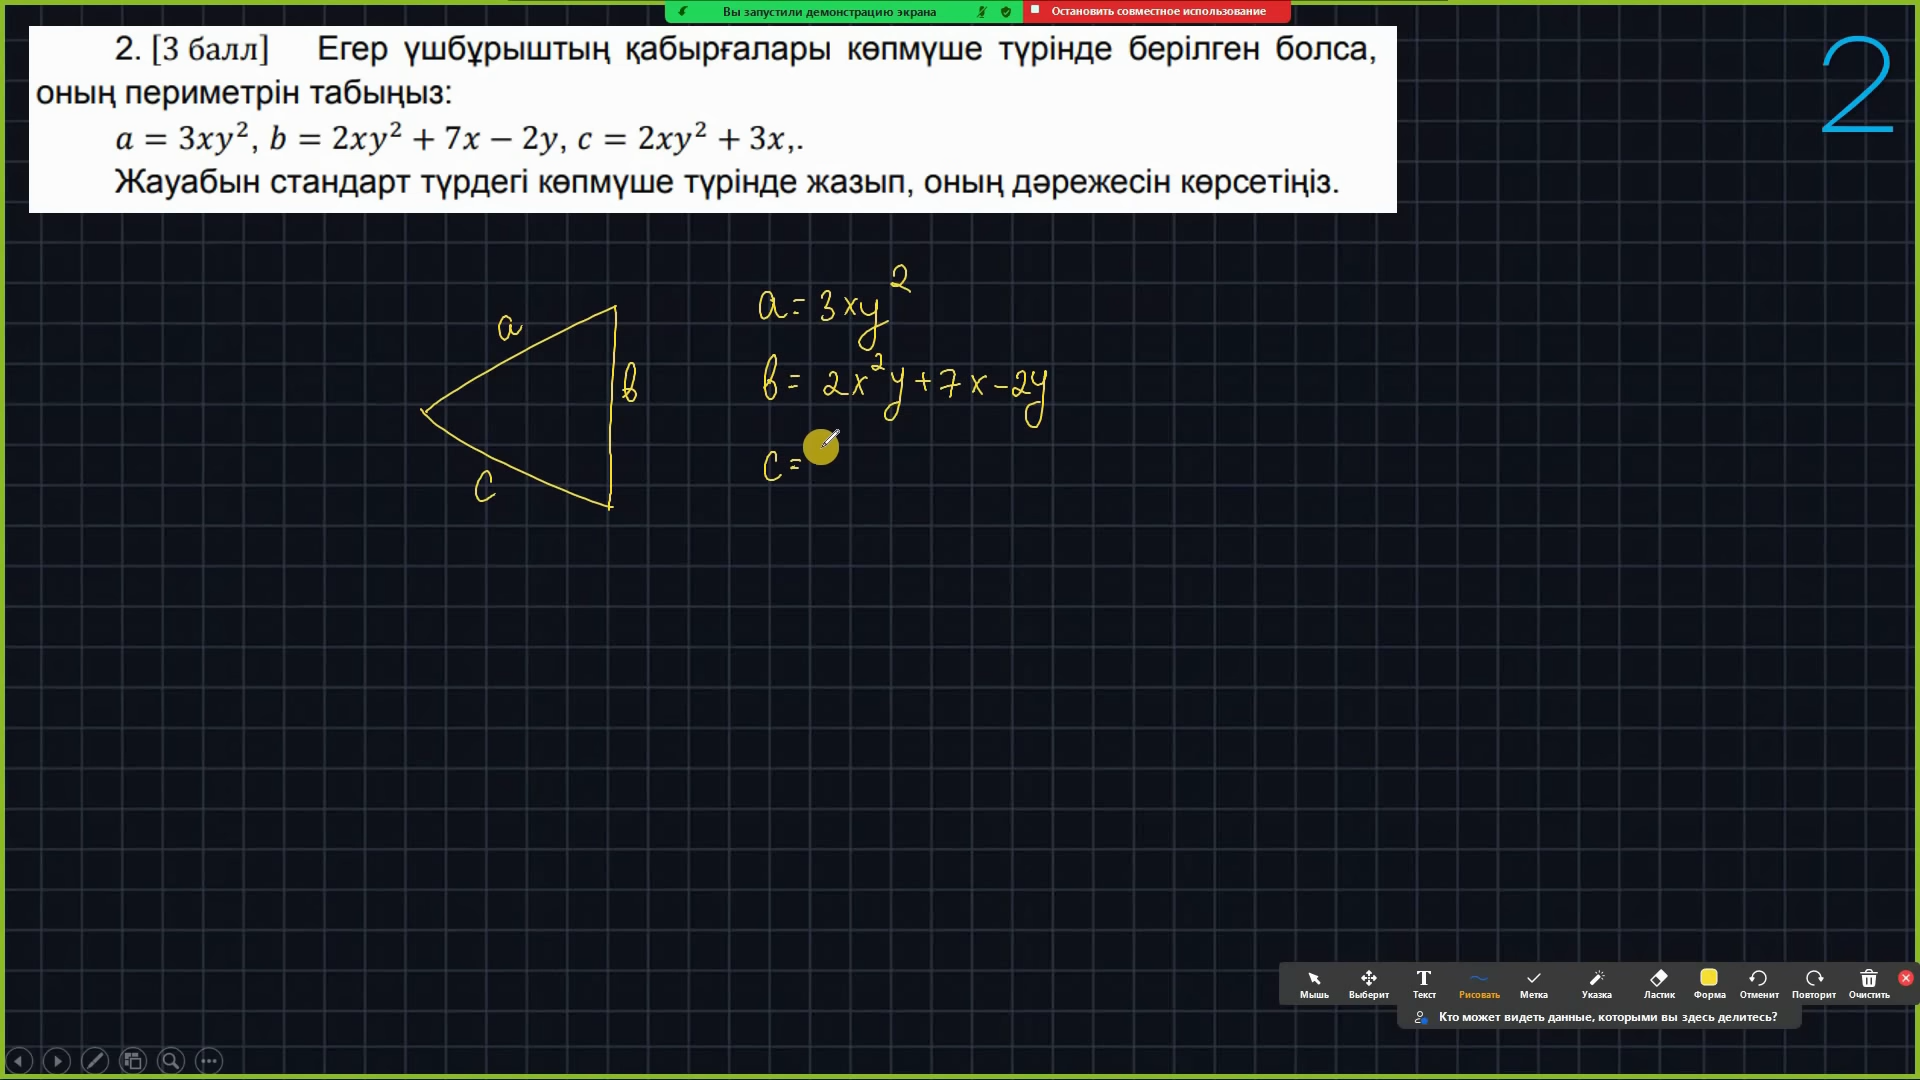 Вы запустили демонстрацию экрана
Остановить совместное использование
2. [3 балл] Егер үшбұрыштың қабырғалары көпмүше түрінде берілген болса,
оның периметрін табыңыз:
a = 3xy², b = 2xy² + 7x − 2y, c = 2xy² + 3x,.
Жауабын стандарт түрдегі көпмүше түрінде жазып, оның дәрежесін көрсетіңіз.
2
a
b
c
a = 3xy²
b = 2x²y + 7x − 2y
c =
Мышь Выберит Текст Рисовать Метка Указка Ластик Форма Отменит Повторит Очистить
Кто может видеть данные, которыми вы здесь делитесь?